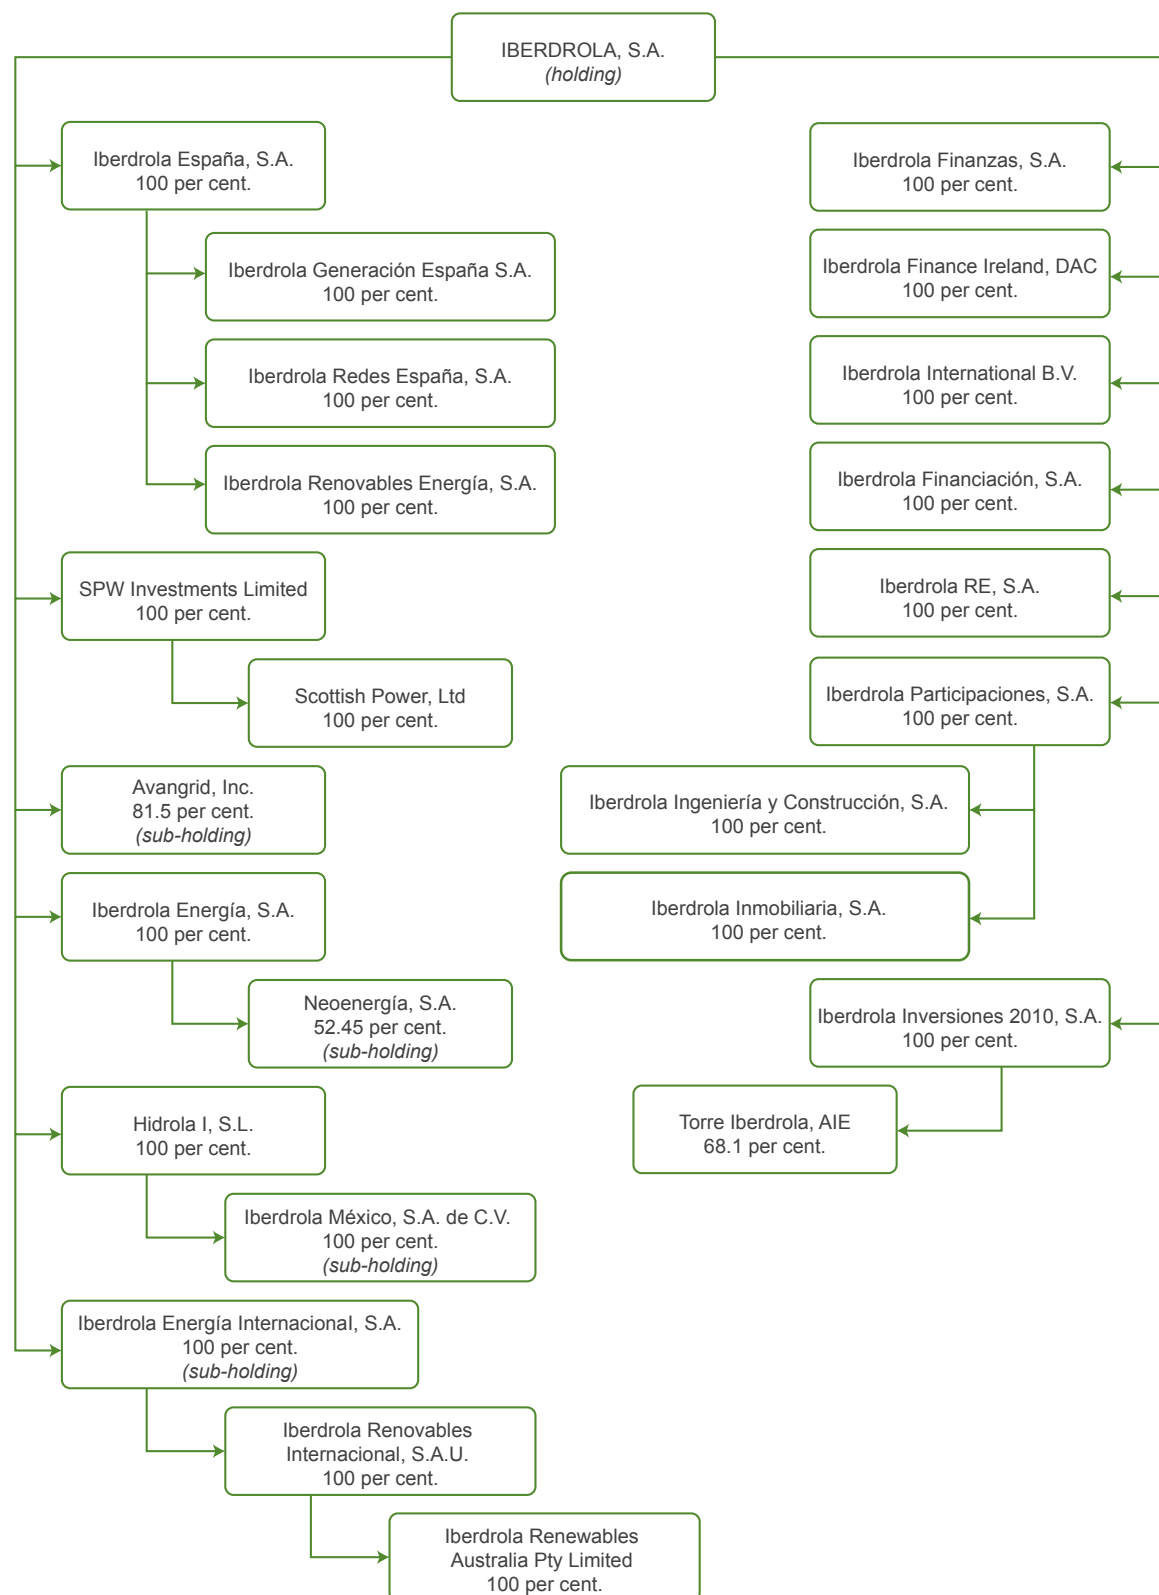 IBERDROLA, S.A.
(holding)
Iberdrola España, S.A.
100 per cent.
Iberdrola Generación España S.A.
100 per cent.
Iberdrola Redes España, S.A.
100 per cent.
Iberdrola Renovables Energía, S.A.
100 per cent.
SPW Investments Limited
100 per cent.
Scottish Power, Ltd
100 per cent.
Avangrid, Inc.
81.5 per cent.
(sub-holding)
Iberdrola Energía, S.A.
100 per cent.
Neoenergía, S.A.
52.45 per cent.
(sub-holding)
Hidrola I, S.L.
100 per cent.
Iberdrola México, S.A. de C.V.
100 per cent.
(sub-holding)
Iberdrola Energía Internacional, S.A.
100 per cent.
(sub-holding)
Iberdrola Renovables
Internacional, S.A.U.
100 per cent.
Iberdrola Renewables
Australia Pty Limited
100 per cent.
Iberdrola Finanzas, S.A.
100 per cent.
Iberdrola Finance Ireland, DAC
100 per cent.
Iberdrola International B.V.
100 per cent.
Iberdrola Financiación, S.A.
100 per cent.
Iberdrola RE, S.A.
100 per cent.
Iberdrola Participaciones, S.A.
100 per cent.
Iberdrola Ingeniería y Construcción, S.A.
100 per cent.
Iberdrola Inmobiliaria, S.A.
100 per cent.
Iberdrola Inversiones 2010, S.A.
100 per cent.
Torre Iberdrola, AIE
68.1 per cent.